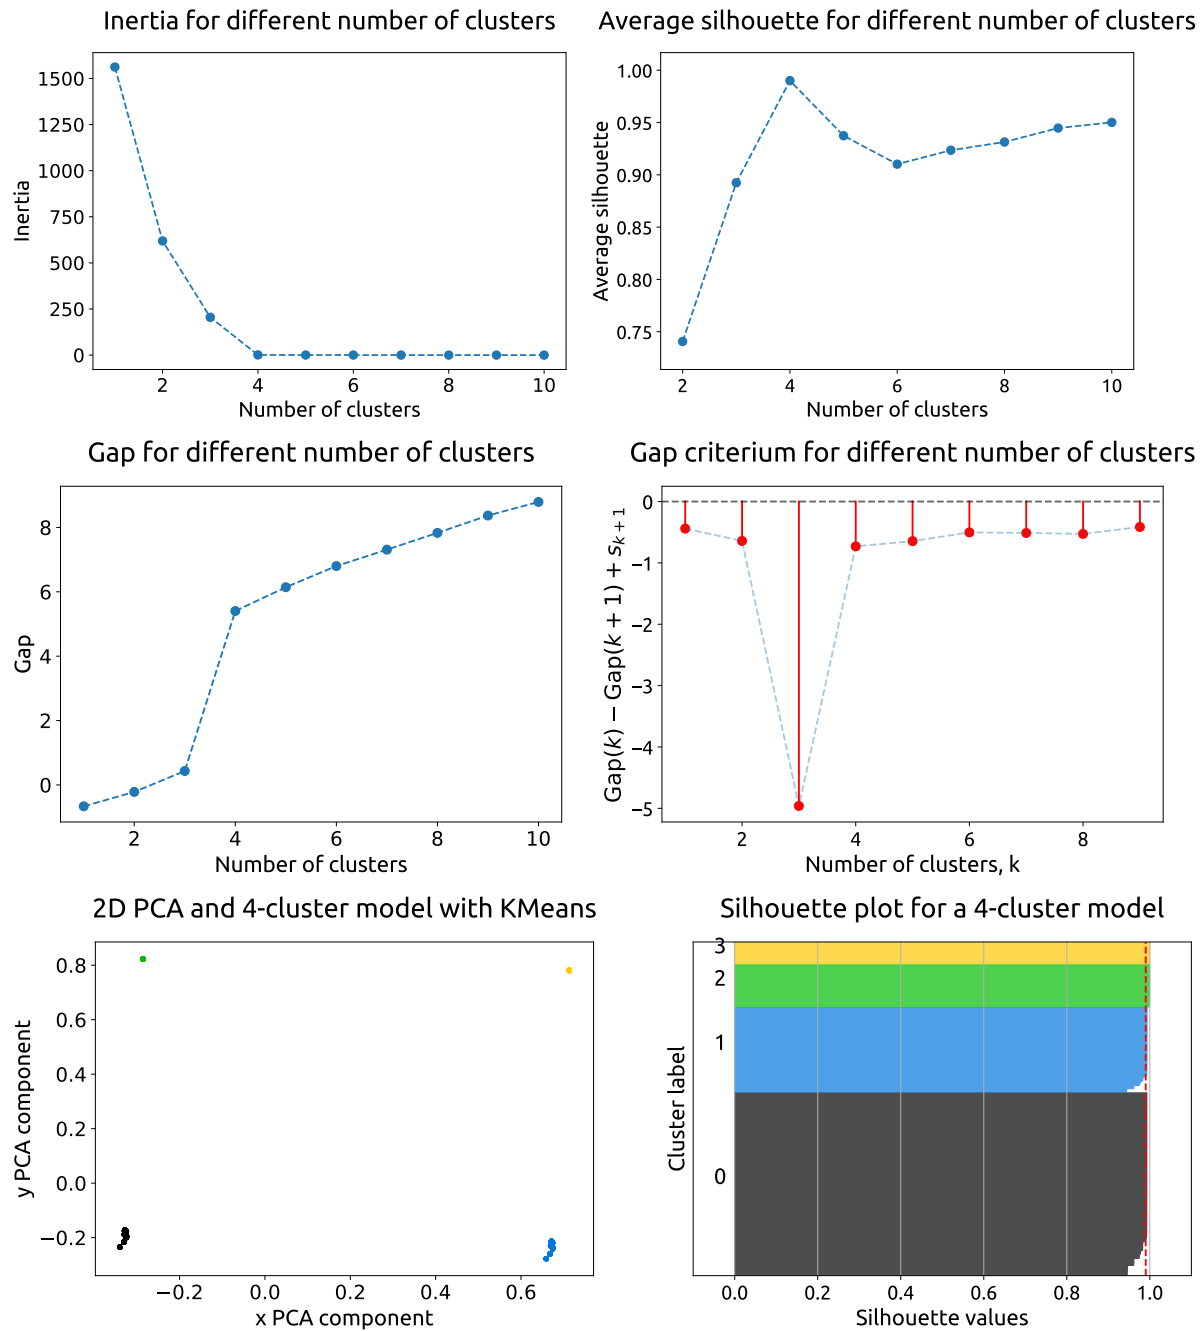 Inertia for different number of clusters
1500
1250
1000
750
500
250
0
Inertia
2 4 6 8 10
Number of clusters
Average silhouette for different number of clusters
1.00
0.95
0.90
0.85
0.80
0.75
Average silhouette
2 4 6 8 10
Number of clusters
Gap for different number of clusters
8
6
4
2
0
Gap
2 4 6 8 10
Number of clusters
Gap criterium for different number of clusters
0
−1
−2
−3
−4
−5
Gap(k) − Gap(k + 1) + s_{k+1}
2 4 6 8
Number of clusters, k
2D PCA and 4-cluster model with KMeans
0.8
0.6
0.4
0.2
0.0
−0.2
y PCA component
−0.2 0.0 0.2 0.4 0.6
x PCA component
Silhouette plot for a 4-cluster model
3
2
1
0
Cluster label
0.0 0.2 0.4 0.6 0.8 1.0
Silhouette values